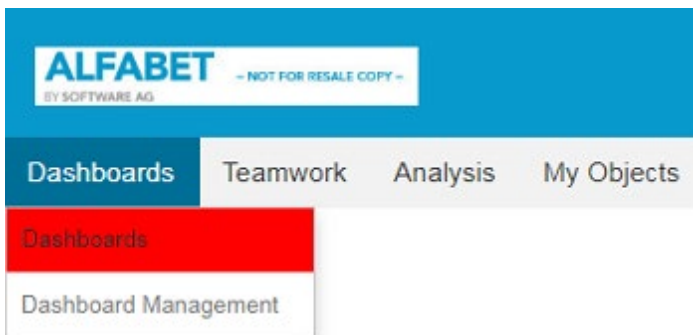 ALFABET – NOT FOR RESALE COPY –
BY SOFTWARE AG
Dashboards Teamwork Analysis My Objects
Dashboards
Dashboard Management